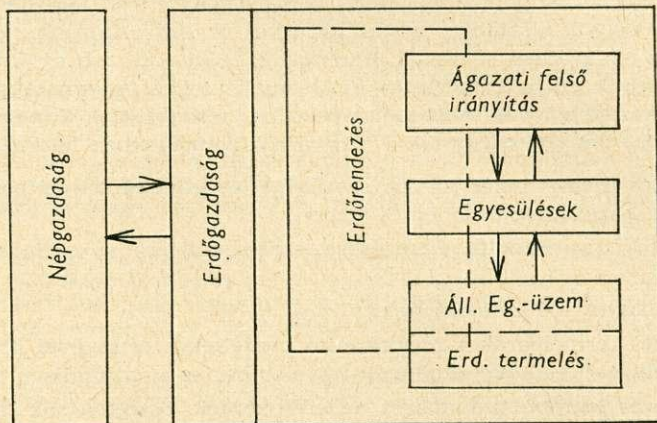 Népgazdaság
Erdőgazdaság
Erdőrendezés
Ágazati felső
irányítás
Egyesülések
Áll. Eg.-üzem
Erd. termelés